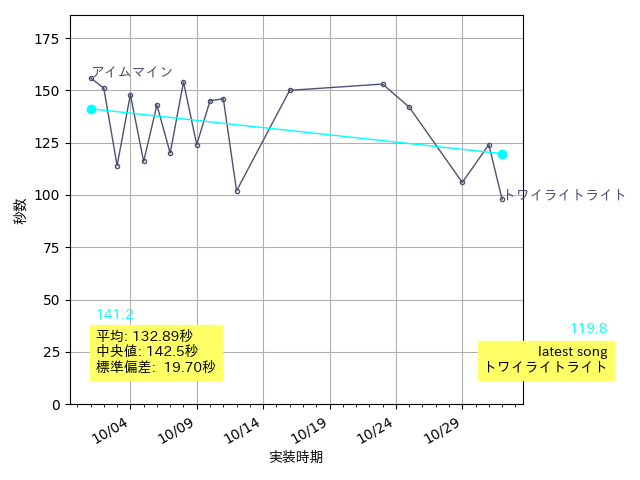 175
150
125
100
75
50
25
0
秒数
アイムマイン
トワイライトライト
141.2
平均: 132.89秒
中央値: 142.5秒
標準偏差:  19.70秒
119.8
latest song
トワイライトライト
10/04
10/09
10/14
10/19
10/24
10/29
実装時期